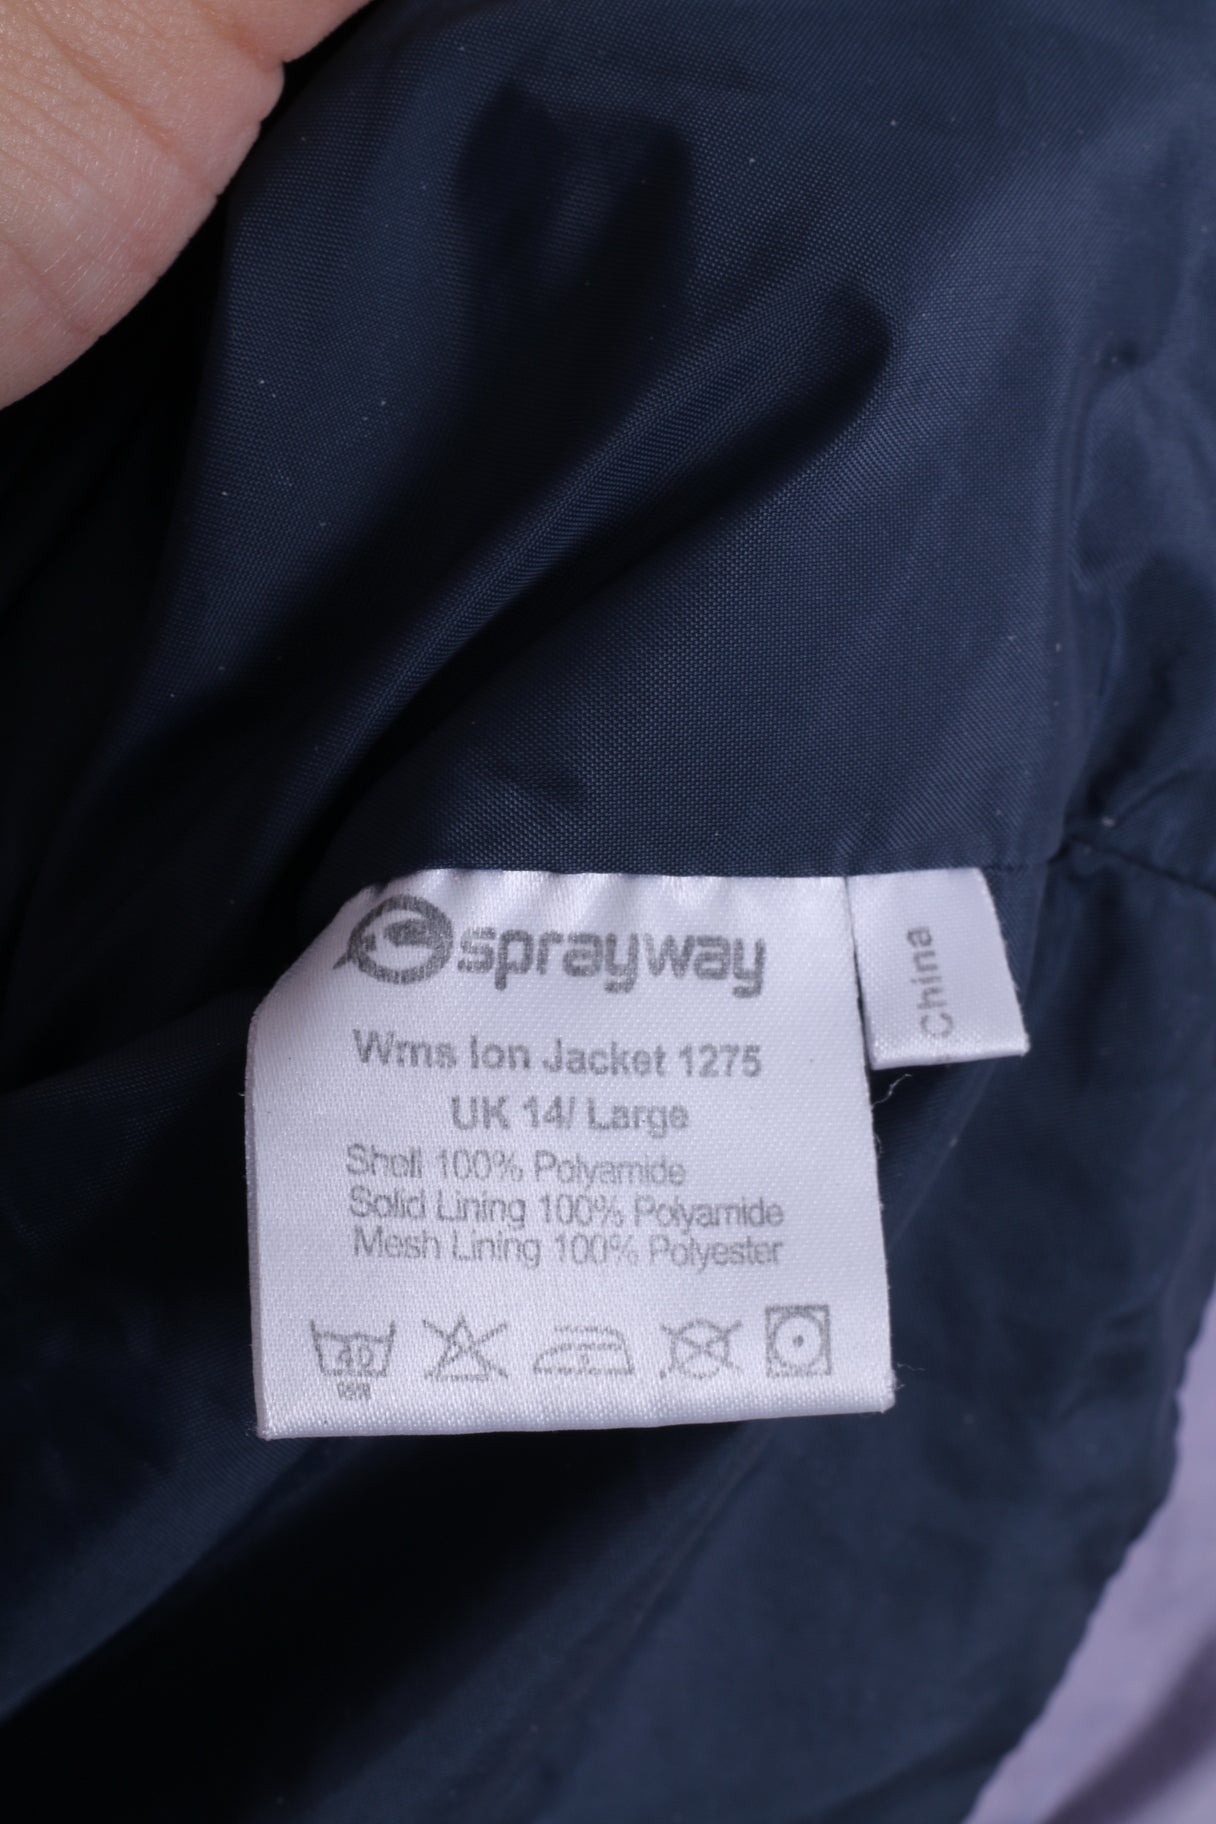 sprayway
China
Wms Ion Jacket 1275
UK 14/ Large
Shell 100% Polyamide
Solid Lining 100% Polyamide
Mesh Lining 100% Polyester
40